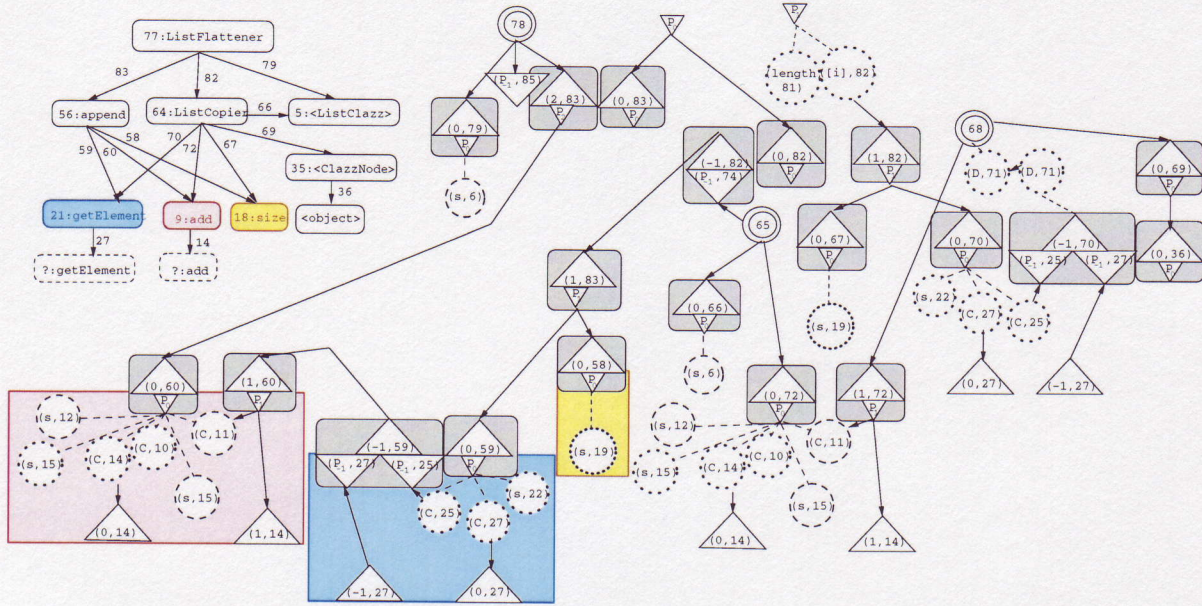 77:ListFlattener
83
82
79
56:append
64:ListCopier
66
5:<ListClazz>
59
60
58
70
72
67
69
35:<ClazzNode>
36
21:getElement
9:add
18:size
<object>
27
14
?:getElement
?:add
78
(P-1,85)
(0,79)
P
(s,6)
(2,83)
P
(0,83)
P
P
P
(length
81)
([i],82)
(-1,82)
(P-1,74)
(0,82)
P
(1,82)
P
68
(D,71)
(D,71)
(0,69)
P
65
(0,67)
P
(s,19)
(0,70)
P
(-1,70)
(P-1,25)
(P-1,27)
(0,36)
P
(1,83)
P
(0,66)
P
(s,6)
(s,22)
(C,27)
(C,25)
(0,27)
(-1,27)
(0,58)
P
(s,19)
(0,60)
P
(1,60)
P
(s,12)
(s,15)
(C,14)
(C,10)
(C,11)
(s,15)
(0,14)
(1,14)
(-1,59)
(P-1,27)
(P-1,25)
(0,59)
P
(s,22)
(C,25)
(C,27)
(-1,27)
(0,27)
(0,72)
P
(1,72)
P
(s,12)
(s,15)
(C,14)
(C,10)
(C,11)
(s,15)
(0,14)
(1,14)